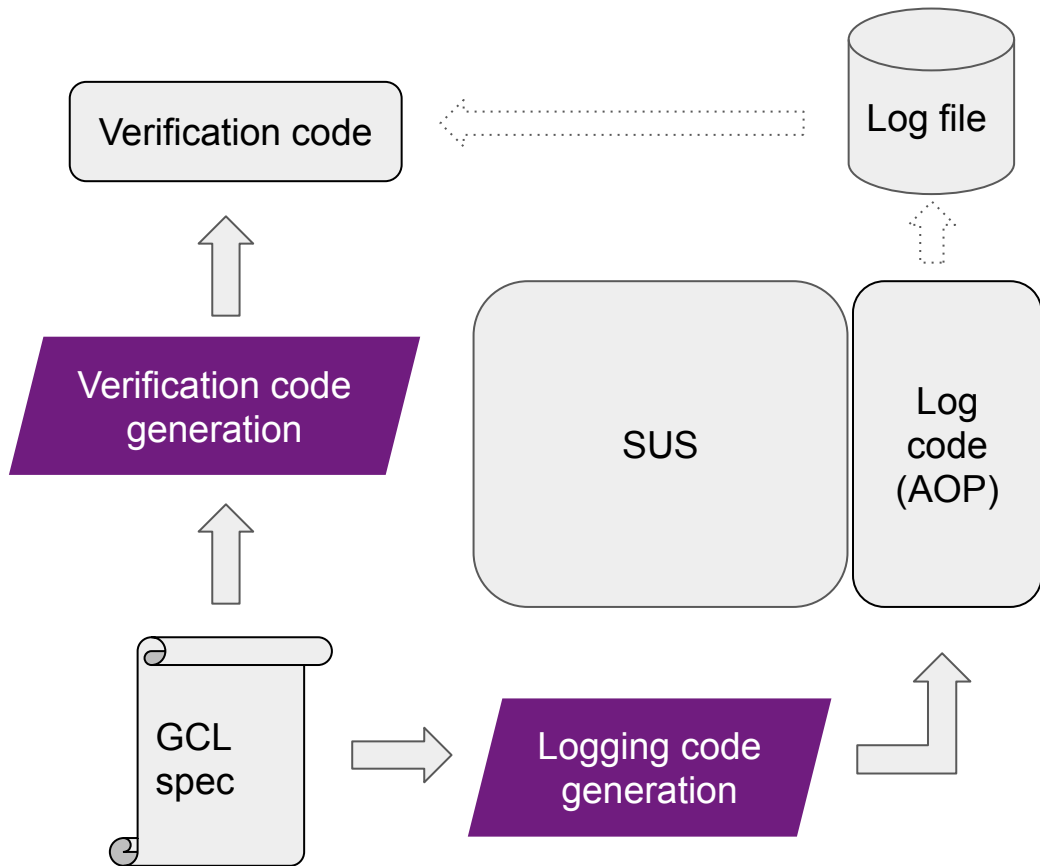 Verification code
Log file
Verification code
generation
SUS
Log
code
(AOP)
GCL
spec
Logging code
generation